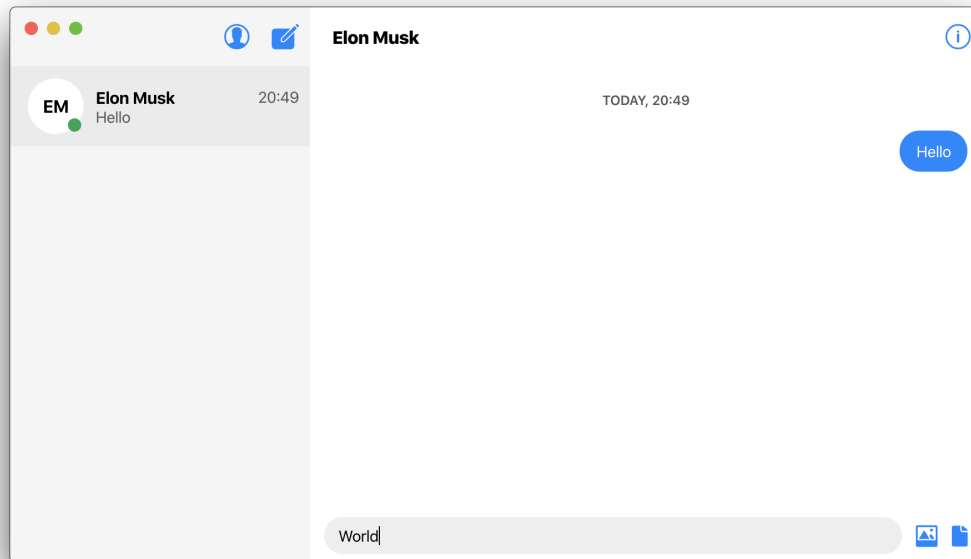 Elon Musk
EM
Elon Musk
20:49
Hello
TODAY, 20:49
Hello
World